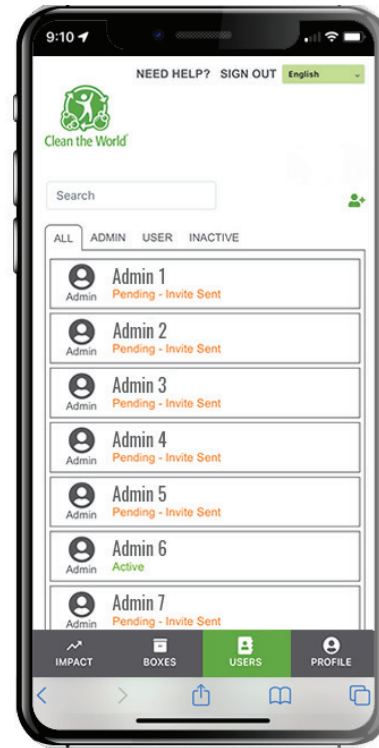 9:10
NEED HELP? SIGN OUT English
Clean the World
Search
ALL ADMIN USER INACTIVE
Admin 1
Admin Pending - Invite Sent
Admin 2
Admin Pending - Invite Sent
Admin 3
Admin Pending - Invite Sent
Admin 4
Admin Pending - Invite Sent
Admin 5
Admin Pending - Invite Sent
Admin 6
Admin Active
Admin 7
Admin Pending - Invite Sent
IMPACT BOXES USERS PROFILE